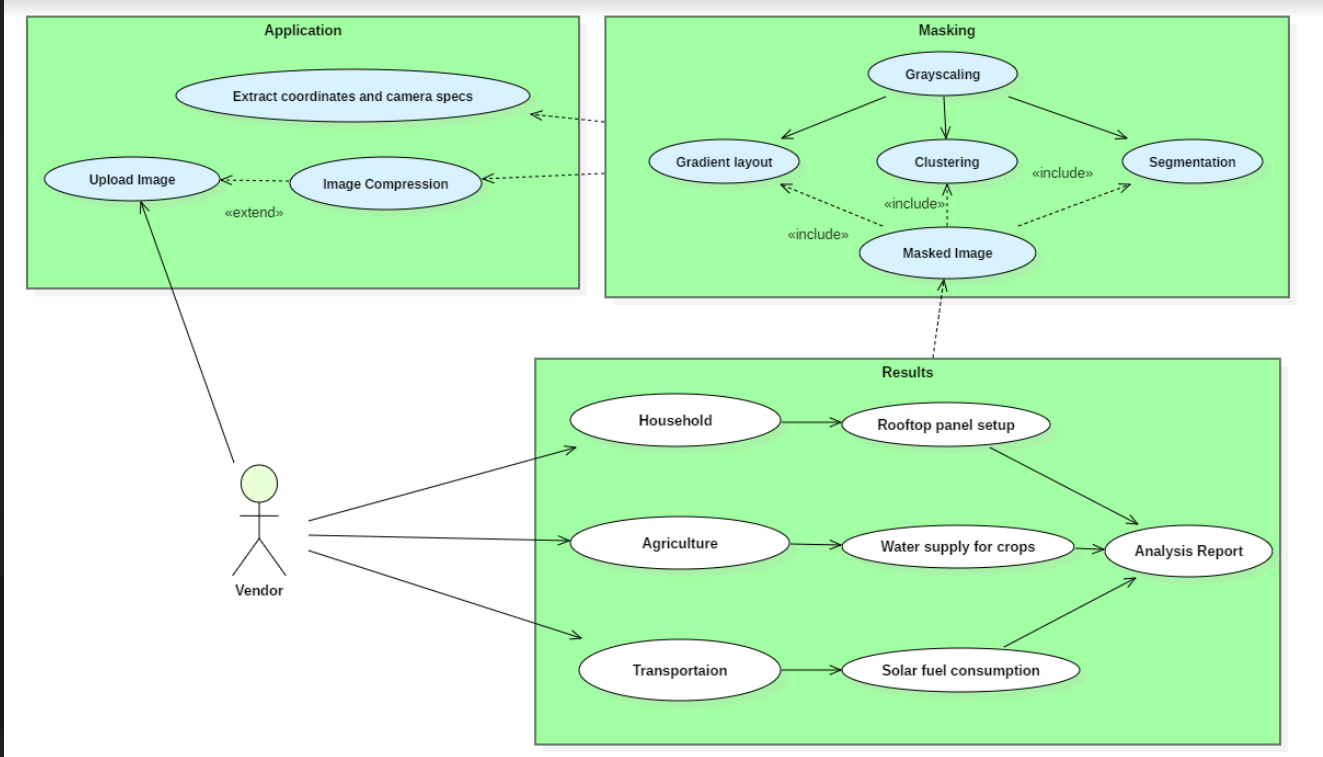 Application
Extract coordinates and camera specs
Upload Image
Image Compression
«extend»
Masking
Grayscaling
Gradient layout
Clustering
Segmentation
«include»
«include»
«include»
Masked Image
Results
Household
Rooftop panel setup
Agriculture
Water supply for crops
Analysis Report
Transportaion
Solar fuel consumption
Vendor